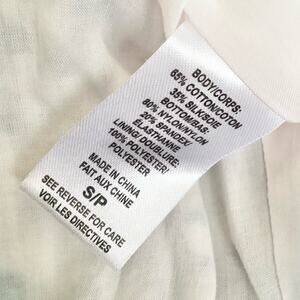 BODY/CORPS:
65% COTTON/COTON
35% SILK/SOIE
BOTTOM/BAS:
80% NYLON/NYLON
20% SPANDEX/
ÉLASTHANNE
LINING/DOUBLURE:
100% POLYESTER/
POLYESTER
MADE IN CHINA
FAIT AUX CHINE
S/P
SEE REVERSE FOR CARE
VOIR LES DIRECTIVES